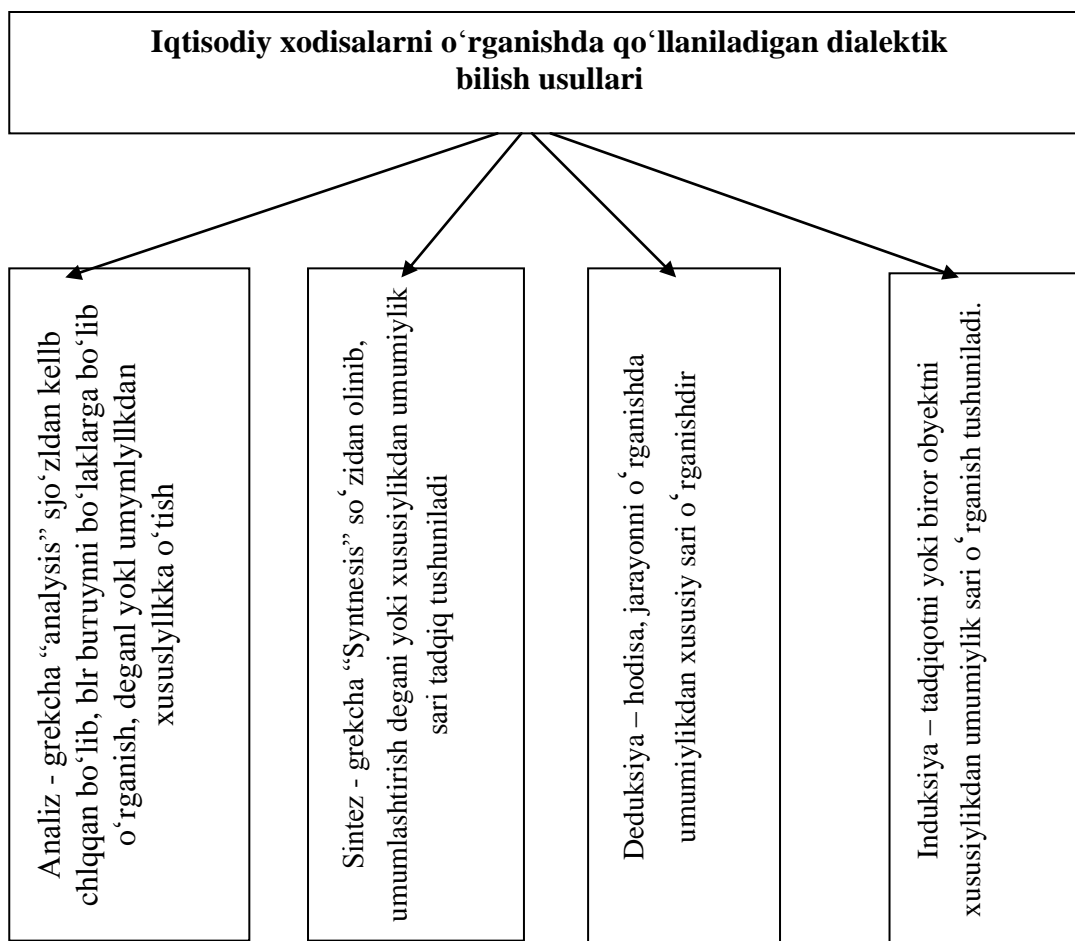 Iqtisodiy xodisalarni o‘rganishda qo‘llaniladigan dialektik
bilish usullari
Analiz - grekcha “analysis” sjo‘zldan kellb
chlqqan bo‘lib, blr butuynni bo‘laklarga bo‘lib
o‘rganish, deganl yokl umymlyllkdan
xususlyllkka o‘tish
Sintez - grekcha “Syntnesis” so‘zidan olinib,
umumlashtirish degani yoki xususiylikdan umumiylik
sari tadqiq tushuniladi
Deduksiya – hodisa, jarayonni o‘rganishda
umumiylikdan xususiy sari o‘rganishdir
Induksiya – tadqiqotni yoki biror obyektni
xususiylikdan umumiylik sari o‘rganish tushuniladi.